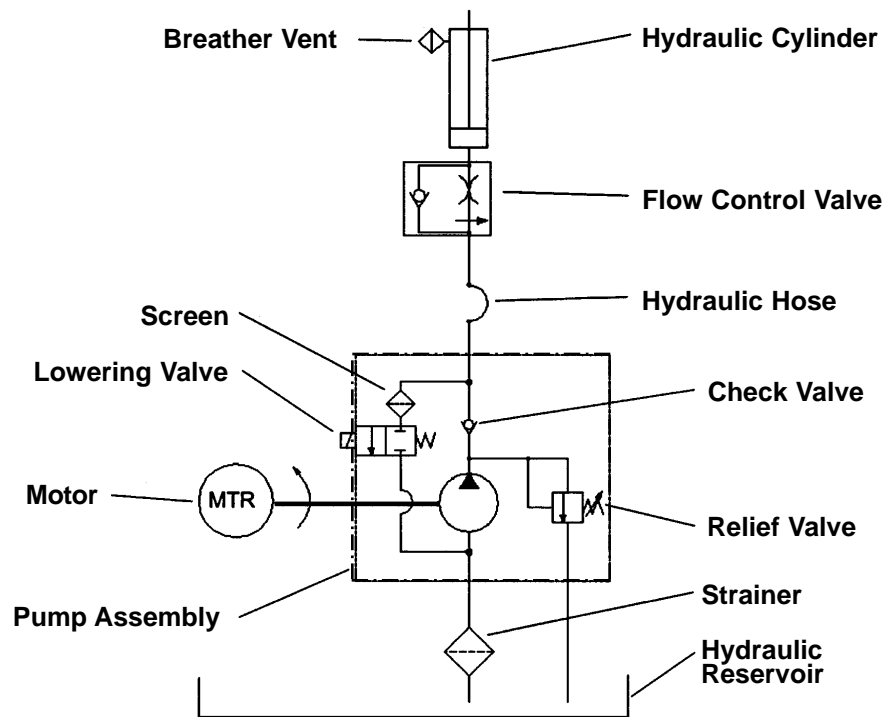 Breather Vent
Hydraulic Cylinder
Flow Control Valve
Hydraulic Hose
Screen
Lowering Valve
Check Valve
Motor
MTR
Relief Valve
Pump Assembly
Strainer
Hydraulic
Reservoir